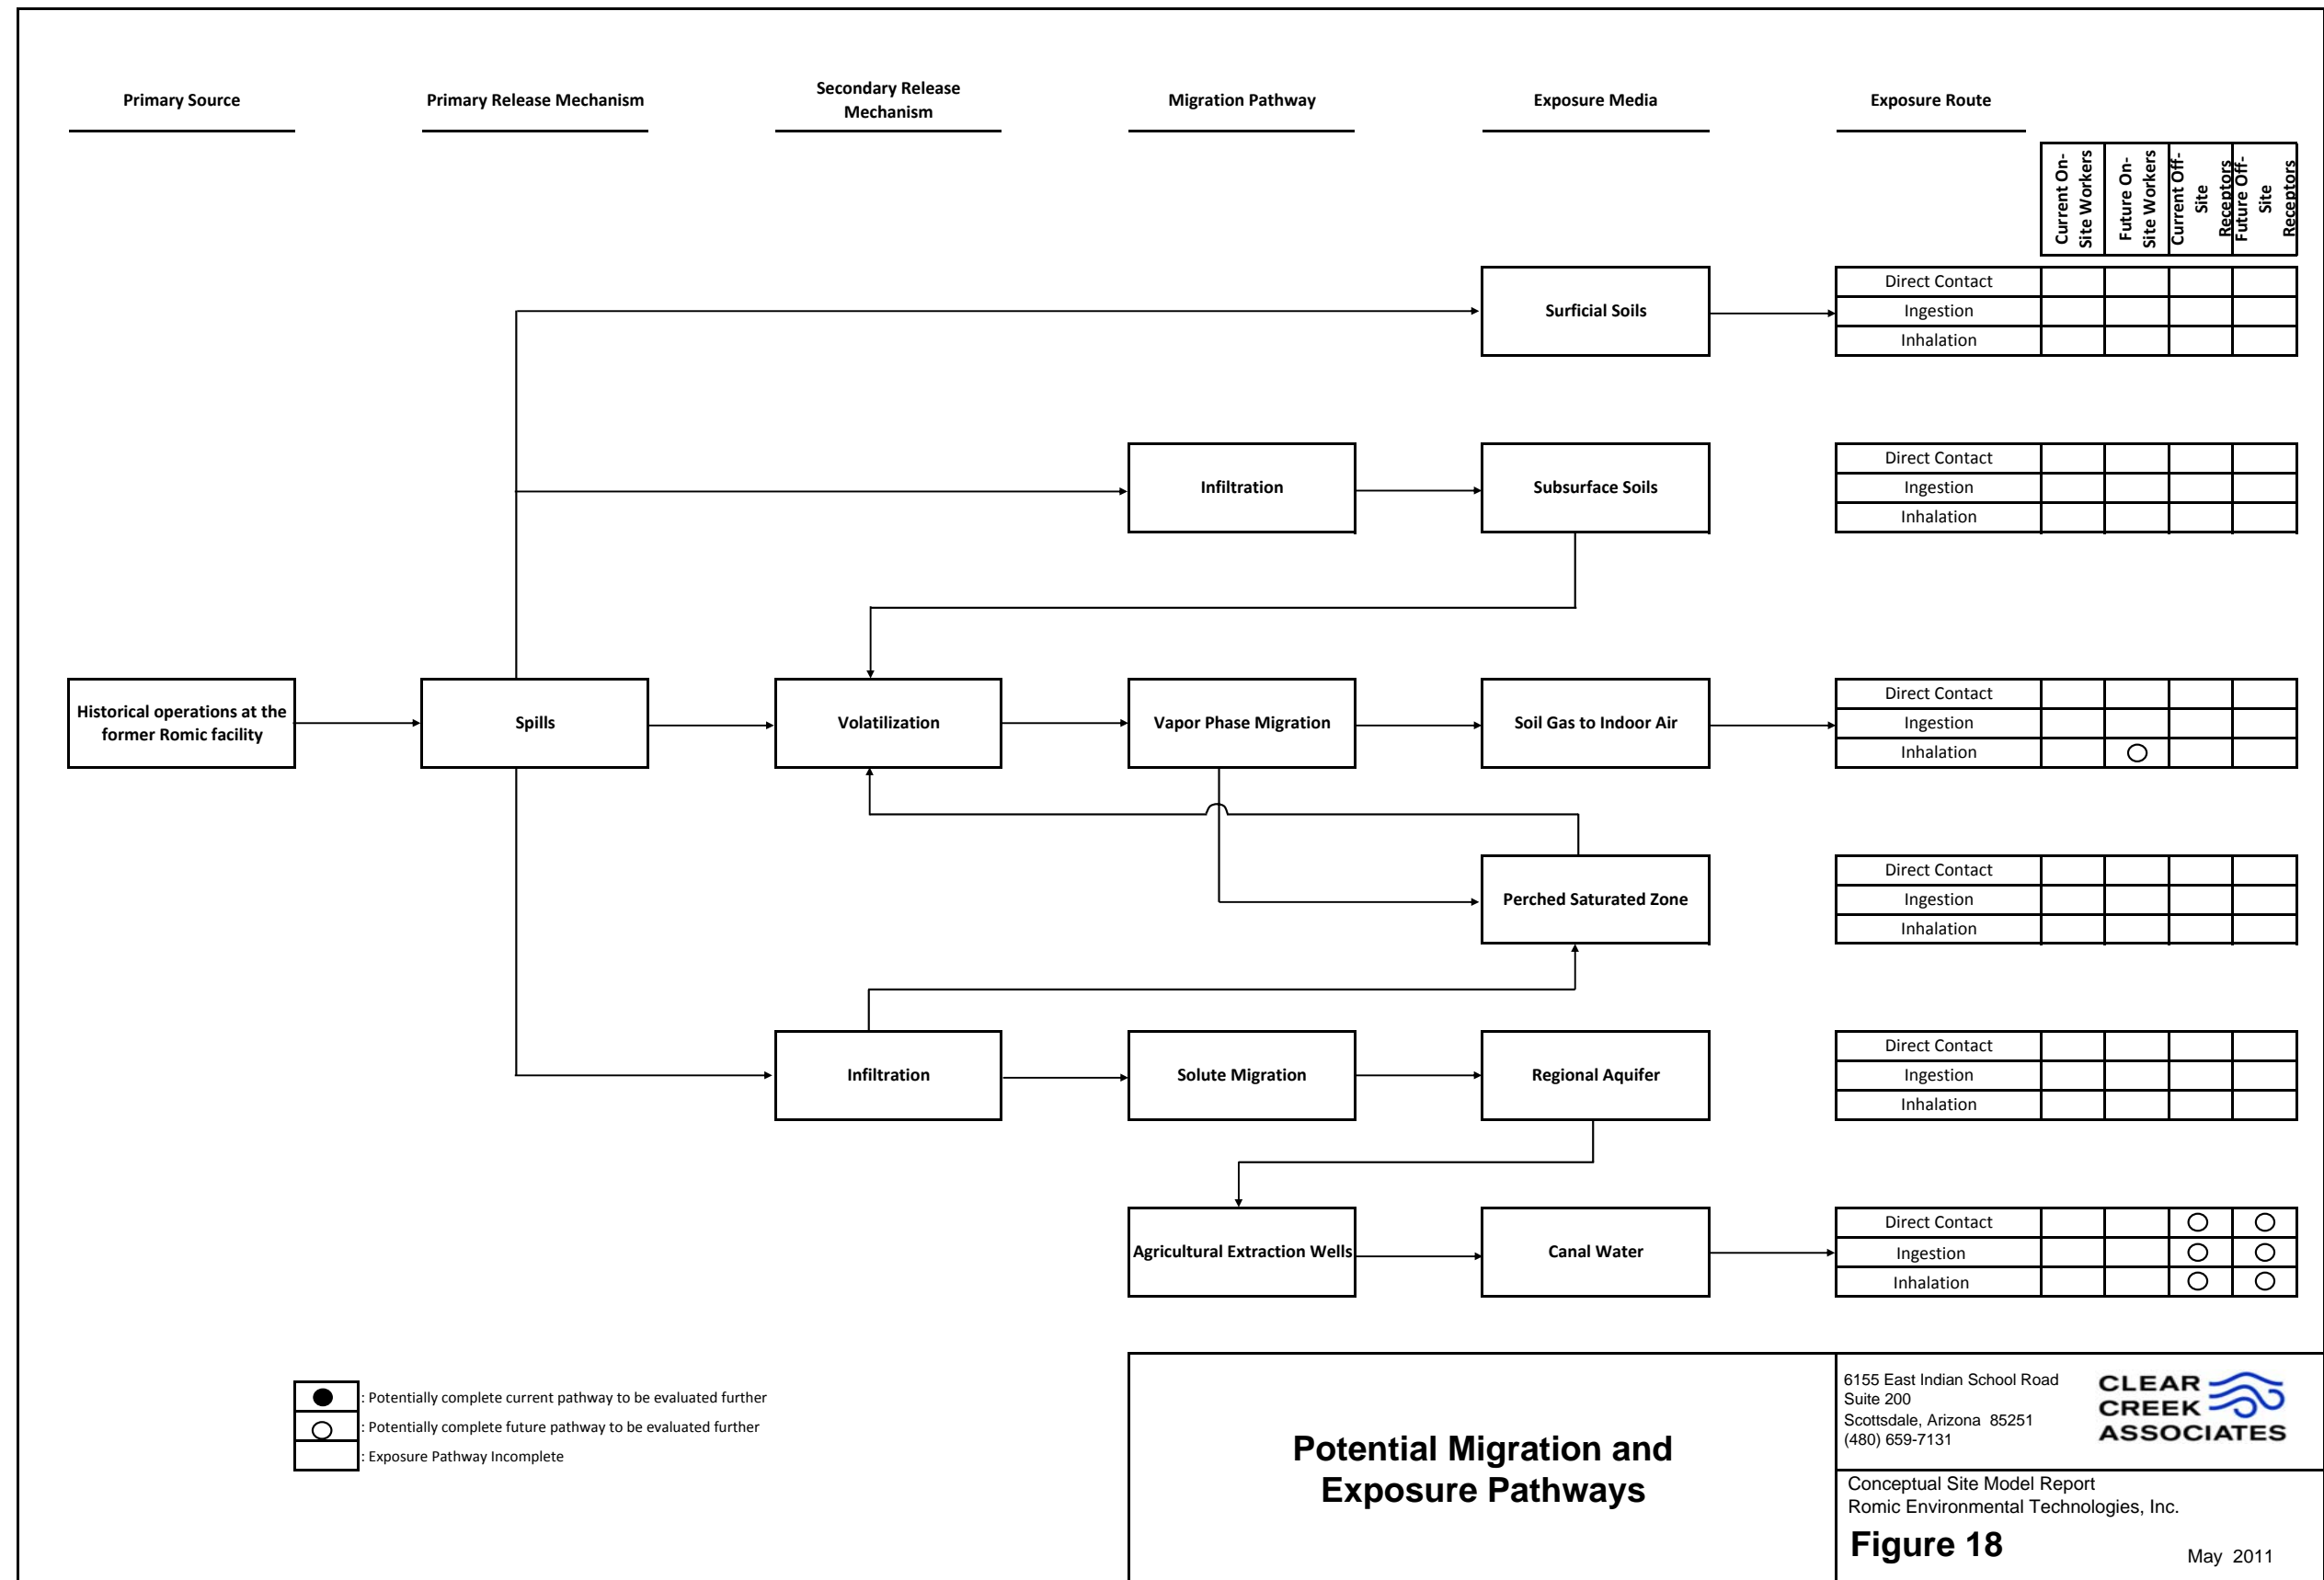 Primary Source
Primary Release Mechanism
Secondary Release
Mechanism
Migration Pathway
Exposure Media
Exposure Route
Current On-
Site Workers
Future On-
Site Workers
Current Off-
Site
Receptors
Future Off-
Site
Receptors
Surficial Soils
Direct Contact
Ingestion
Inhalation
Infiltration
Subsurface Soils
Direct Contact
Ingestion
Inhalation
Historical operations at the
former Romic facility
Spills
Volatilization
Vapor Phase Migration
Soil Gas to Indoor Air
Direct Contact
Ingestion
Inhalation
Perched Saturated Zone
Direct Contact
Ingestion
Inhalation
Infiltration
Solute Migration
Regional Aquifer
Direct Contact
Ingestion
Inhalation
Agricultural Extraction Wells
Canal Water
Direct Contact
Ingestion
Inhalation
: Potentially complete current pathway to be evaluated further
: Potentially complete future pathway to be evaluated further
: Exposure Pathway Incomplete
Potential Migration and
Exposure Pathways
6155 East Indian School Road
Suite 200
Scottsdale, Arizona 85251
(480) 659-7131
CLEAR
CREEK
ASSOCIATES
Conceptual Site Model Report
Romic Environmental Technologies, Inc.
Figure 18
May 2011